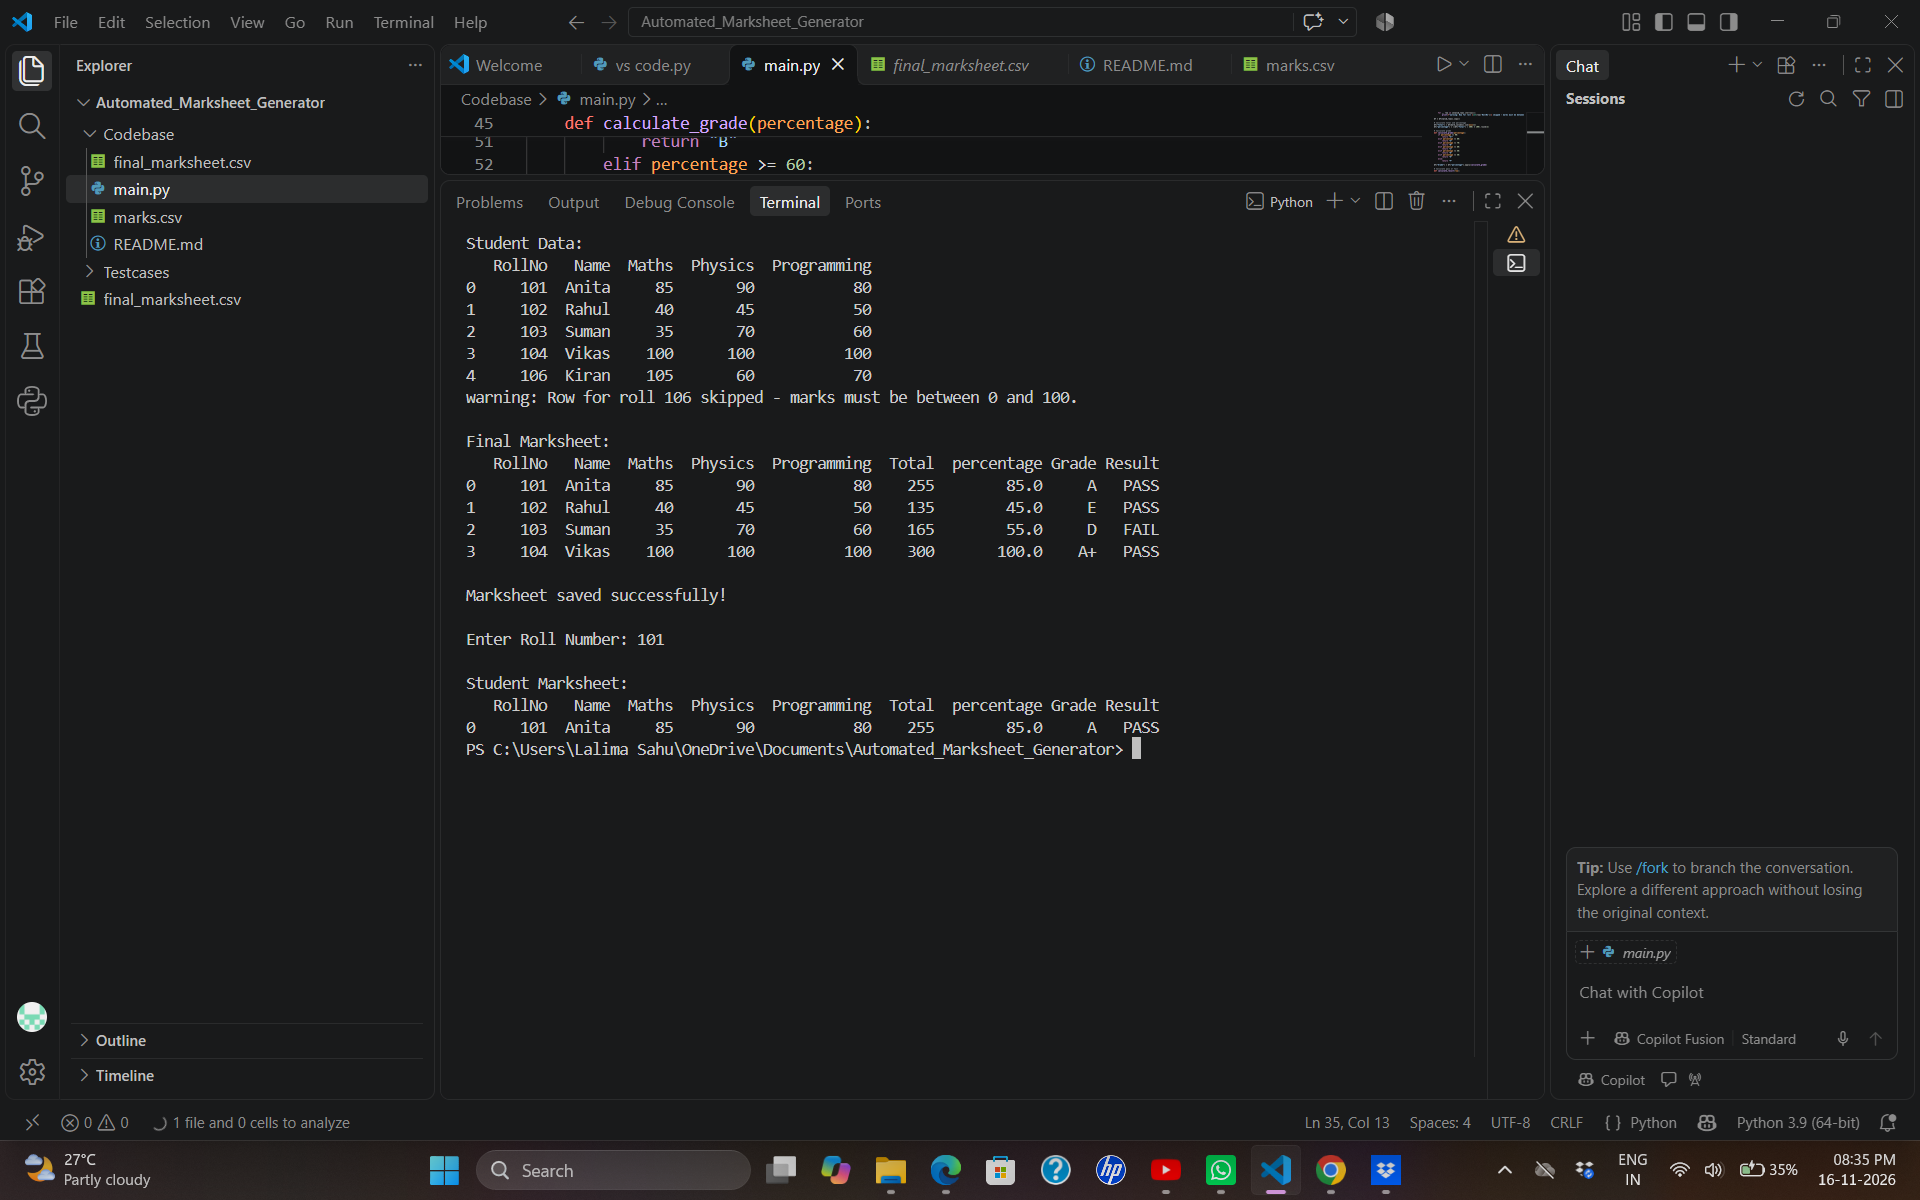 File Edit Selection View Go Run Terminal Help
Automated_Marksheet_Generator
Explorer
Automated_Marksheet_Generator
Codebase
final_marksheet.csv
main.py
marks.csv
README.md
Testcases
final_marksheet.csv
Outline
Timeline
Welcome vs code.py main.py final_marksheet.csv README.md marks.csv
Codebase > main.py > ...
45 def calculate_grade(percentage):
51 return "B"
52 elif percentage >= 60:
Problems Output Debug Console Terminal Ports
Python
Student Data:
RollNo Name Maths Physics Programming
0 101 Anita 85 90 80
1 102 Rahul 40 45 50
2 103 Suman 35 70 60
3 104 Vikas 100 100 100
4 106 Kiran 105 60 70
warning: Row for roll 106 skipped - marks must be between 0 and 100.
Final Marksheet:
RollNo Name Maths Physics Programming Total percentage Grade Result
0 101 Anita 85 90 80 255 85.0 A PASS
1 102 Rahul 40 45 50 135 45.0 E PASS
2 103 Suman 35 70 60 165 55.0 D FAIL
3 104 Vikas 100 100 100 300 100.0 A+ PASS
Marksheet saved successfully!
Enter Roll Number: 101
Student Marksheet:
RollNo Name Maths Physics Programming Total percentage Grade Result
0 101 Anita 85 90 80 255 85.0 A PASS
PS C:\Users\Lalima Sahu\OneDrive\Documents\Automated_Marksheet_Generator>
Chat
Sessions
Tip: Use /fork to branch the conversation.
Explore a different approach without losing
the original context.
main.py
Chat with Copilot
Copilot Fusion Standard
Copilot
0 0 1 file and 0 cells to analyze
Ln 35, Col 13 Spaces: 4 UTF-8 CRLF { } Python Python 3.9 (64-bit)
27°C
Partly cloudy
Search
hp
ENG
IN
35%
08:35 PM
16-11-2026